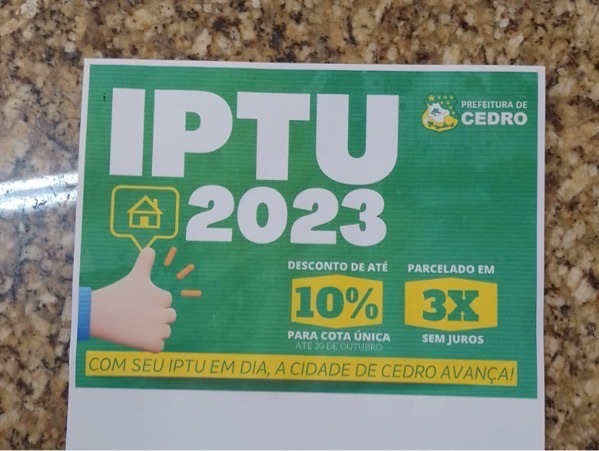 IPTU
2023
PREFEITURA DE
CEDRO
DESCONTO DE ATÉ
10%
PARA COTA ÚNICA
ATÉ 20 DE OUTUBRO
PARCELADO EM
3X
SEM JUROS
COM SEU IPTU EM DIA, A CIDADE DE CEDRO AVANÇA!